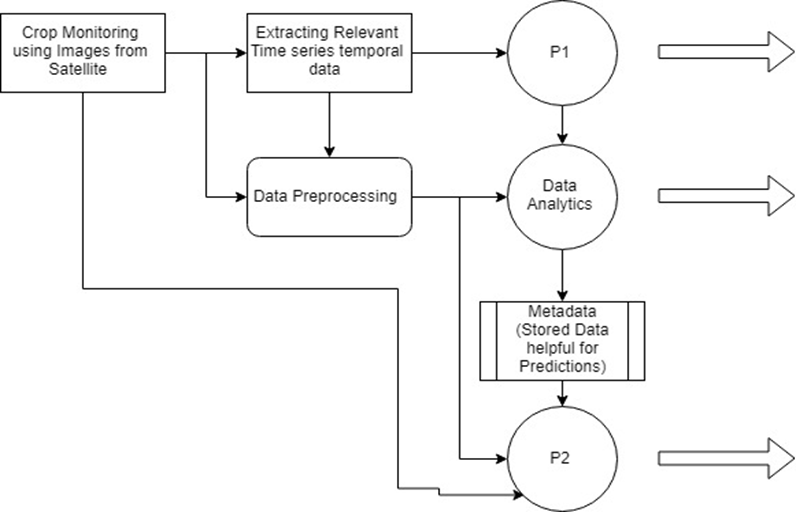 Crop Monitoring
using Images from
Satellite
Extracting Relevant
Time series temporal
data
P1
Data Preprocessing
Data
Analytics
Metadata
(Stored Data
helpful for
Predictions)
P2